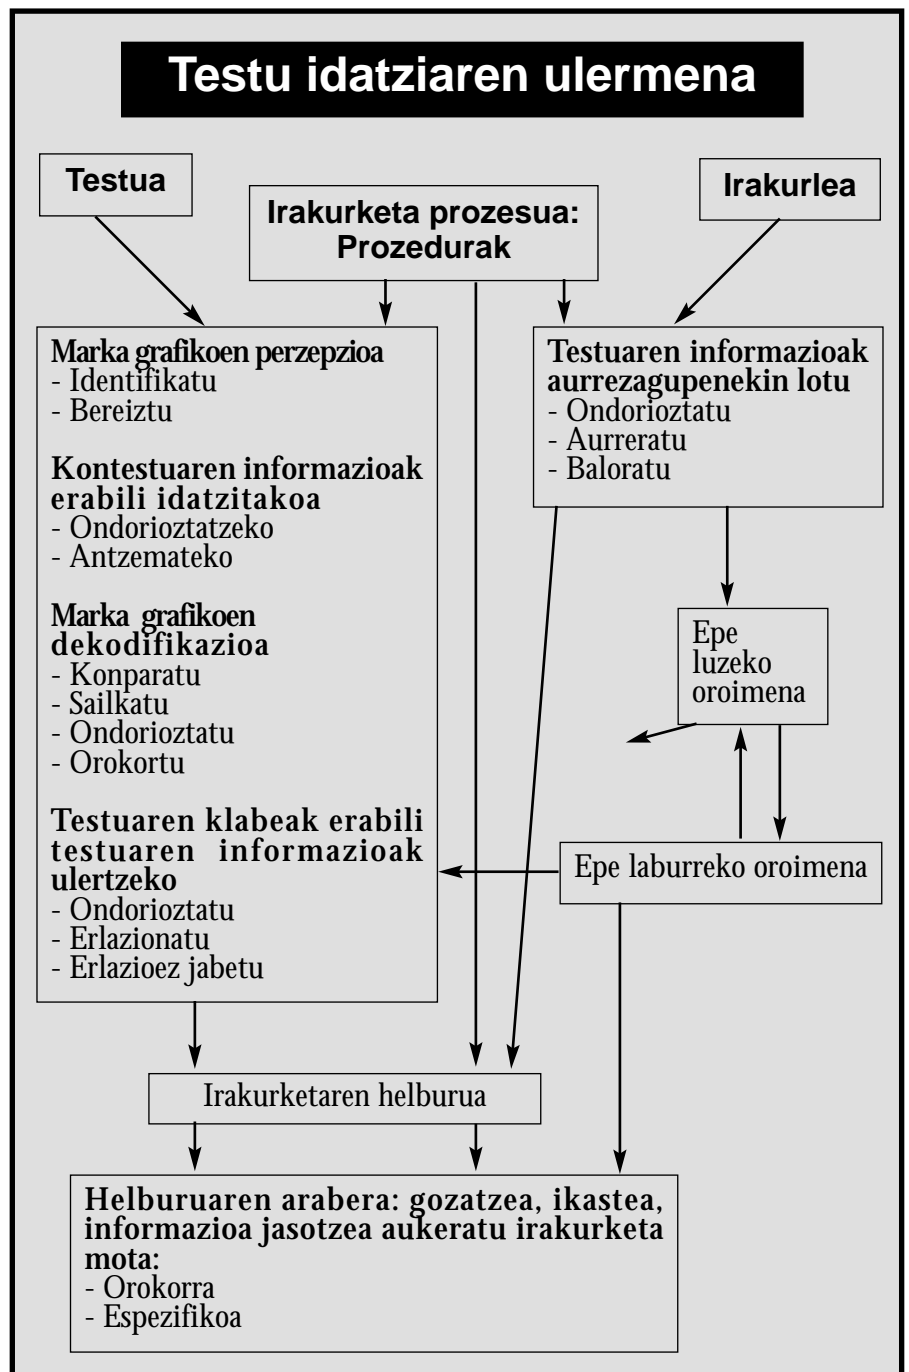 Testu idatziaren ulermena
Testua
Irakurketa prozesua:
Prozedurak
Irakurlea
Marka grafikoen perzepzioa
- Identifikatu
- Bereiztu
Kontestuaren informazioak
erabili idatzitakoa
- Ondorioztatzeko
- Antzemateko
Marka grafikoen
dekodifikazioa
- Konparatu
- Sailkatu
- Ondorioztatu
- Orokortu
Testuaren klabeak erabili
testuaren informazioak
ulertzeko
- Ondorioztatu
- Erlazionatu
- Erlazioez jabetu
Testuaren informazioak
aurrezagupenekin lotu
- Ondorioztatu
- Aurreratu
- Baloratu
Epe
luzeko
oroimena
Epe laburreko oroimena
Irakurketaren helburua
Helburuaren arabera: gozatzea, ikastea,
informazioa jasotzea aukeratu irakurketa
mota:
- Orokorra
- Espezifikoa